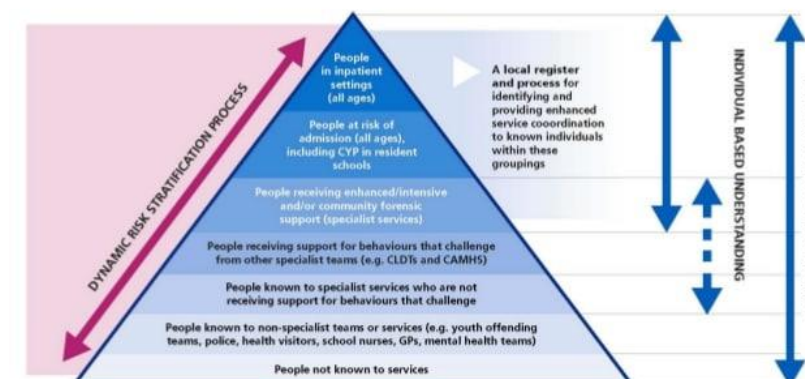 People
in inpatient
settings
(all ages)
People at risk of
admission (all ages),
including CYP in resident
schools
People receiving enhanced/intensive
and/or community forensic
support (specialist services)
People receiving support for behaviours that challenge
from other specialist teams (e.g. CLDTs and CAMHS)
People known to specialist services who are not
receiving support for behaviours that challenge
People known to non-specialist teams or services (e.g. youth offending
teams, police, health visitors, school nurses, GPs, mental health teams)
People not known to services
DYNAMIC RISK STRATIFICATION PROCESS
A local register
and process for
identifying and
providing enhanced
service cooordination
to known individuals
within these
groupings
INDIVIDUAL BASED UNDERSTANDING